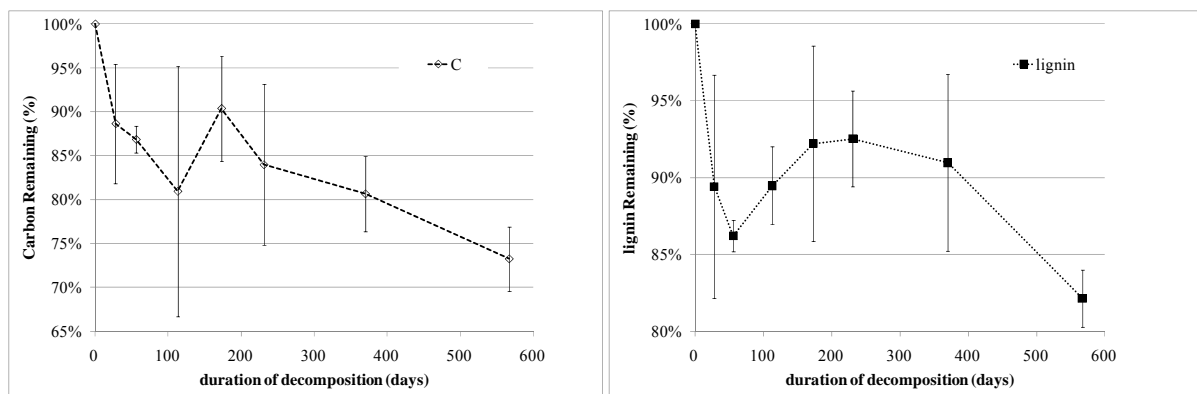 100%
95%
90%
85%
80%
75%
70%
65%
Carbon Remaining (%)
C
0 100 200 300 400 500 600
duration of decomposition (days)
100%
95%
90%
85%
80%
lignin Remaining (%)
lignin
0 100 200 300 400 500 600
duration of decomposition (days)